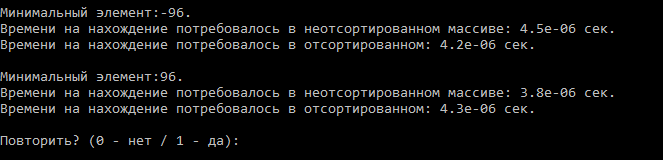 Минимальный элемент:-96.
Времени на нахождение потребовалось в неотсортированном массиве: 4.5e-06 сек.
Времени на нахождение потребовалось в отсортированном: 4.2e-06 сек.
Минимальный элемент:96.
Времени на нахождение потребовалось в неотсортированном массиве: 3.8e-06 сек.
Времени на нахождение потребовалось в отсортированном: 4.3e-06 сек.
Повторить? (0 - нет / 1 - да):